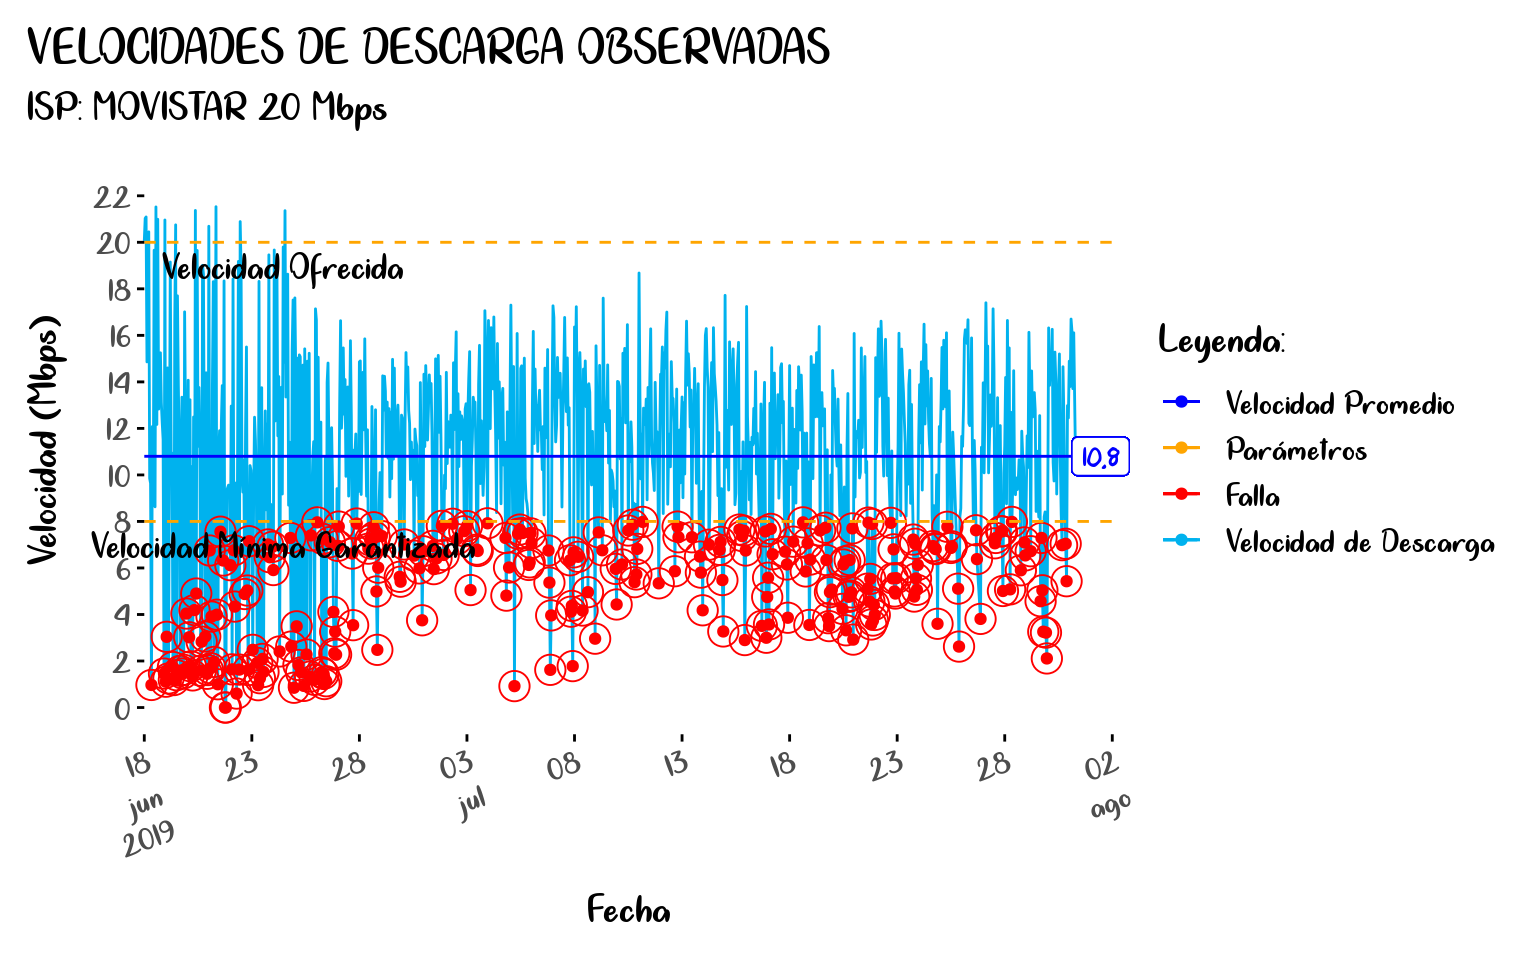 VELOCIDADES DE DESCARGA OBSERVADAS
ISP: MOVISTAR 20 Mbps
Velocidad (Mbps)
22
20
18
16
14
12
10
8
6
4
2
0
Velocidad Ofrecida
Velocidad Mínima Garantizada
10,8
18
jun
2019
23
28
03
jul
08
13
18
23
28
02
ago
Fecha
Leyenda:
Velocidad Promedio
Parámetros
Falla
Velocidad de Descarga